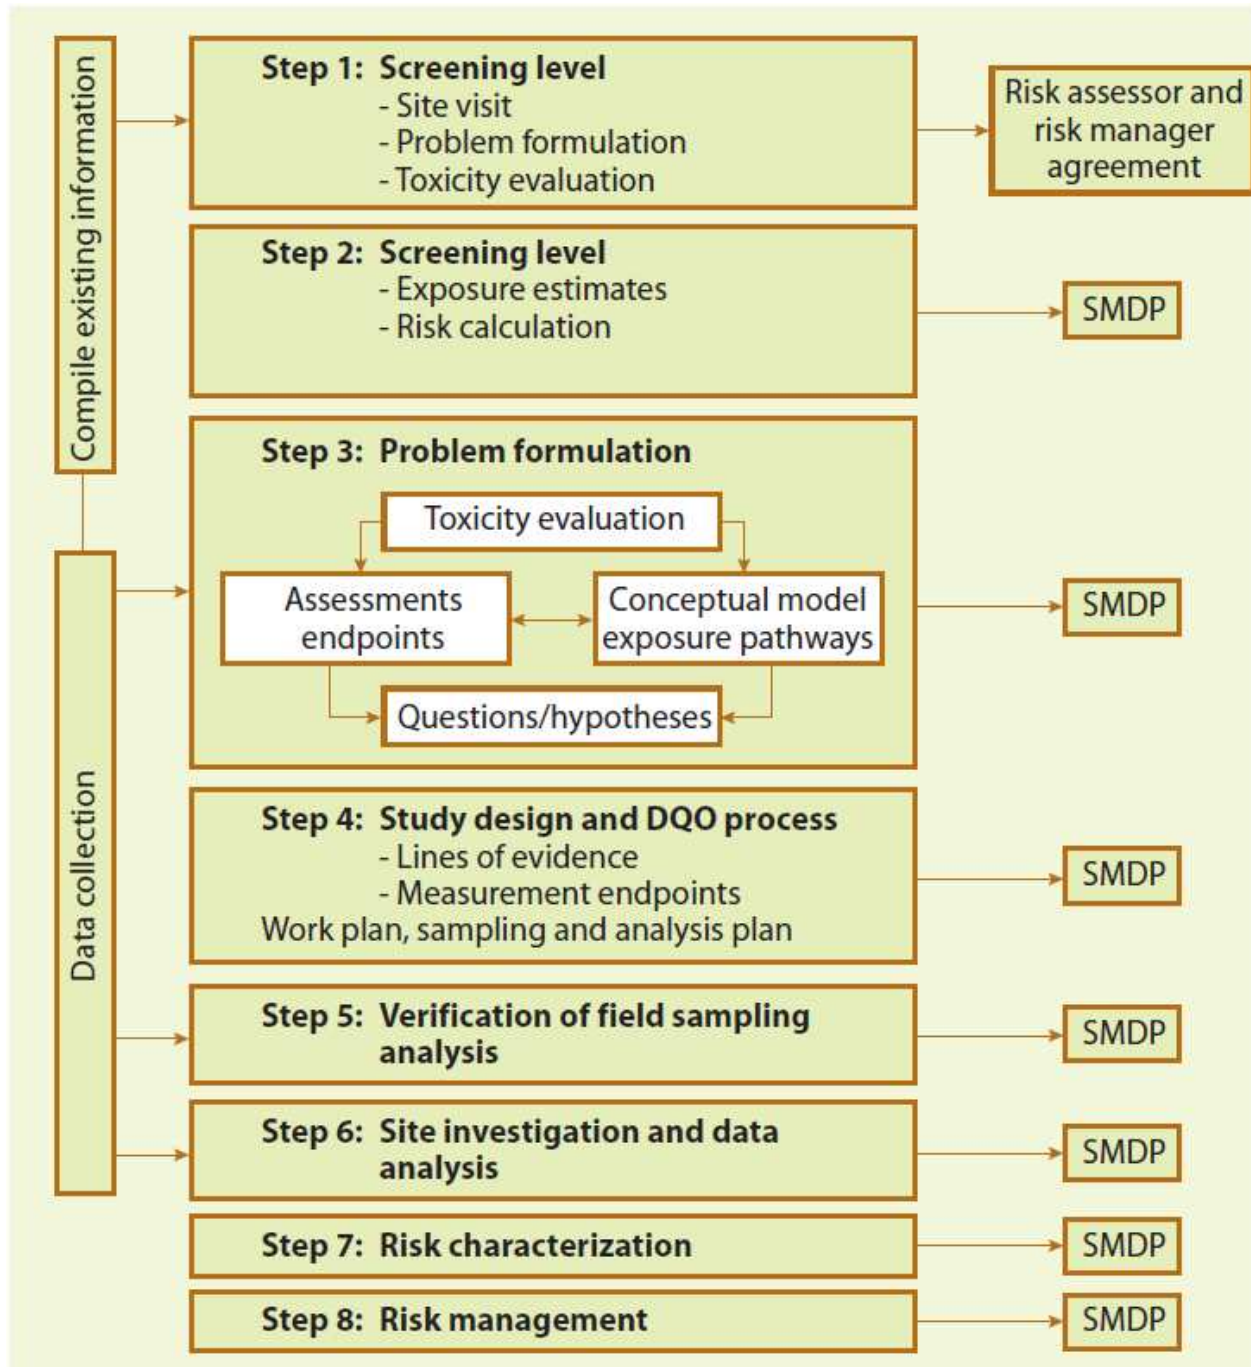 Compile existing information
Step 1: Screening level
- Site visit
- Problem formulation
- Toxicity evaluation
Risk assessor and
risk manager
agreement
Step 2: Screening level
- Exposure estimates
- Risk calculation
SMDP
Data collection
Step 3: Problem formulation
Toxicity evaluation
Assessments
endpoints
Conceptual model
exposure pathways
Questions/hypotheses
SMDP
Step 4: Study design and DQO process
- Lines of evidence
- Measurement endpoints
Work plan, sampling and analysis plan
SMDP
Step 5: Verification of field sampling
analysis
SMDP
Step 6: Site investigation and data
analysis
SMDP
Step 7: Risk characterization
SMDP
Step 8: Risk management
SMDP